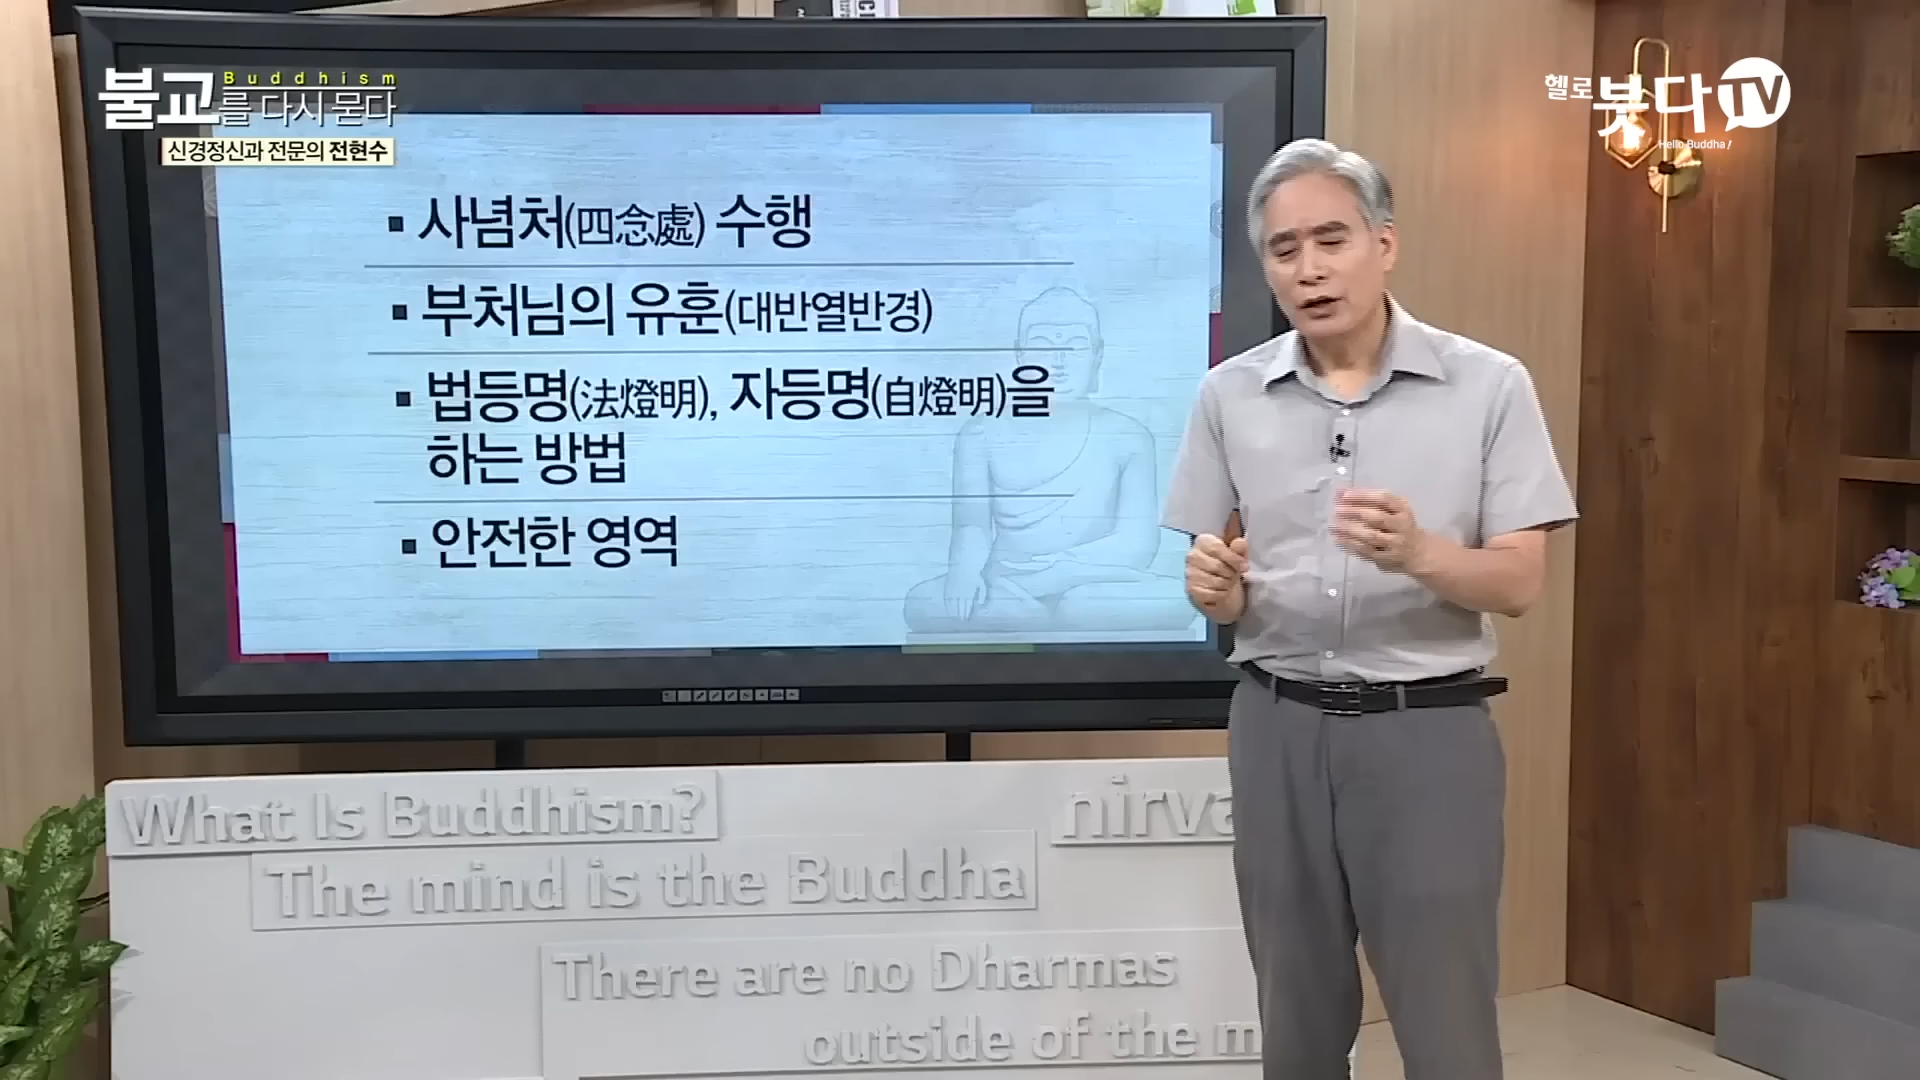 Buddhism
불교를 다시 묻다
신경정신과 전문의 전현수
헬로붓다TV
Hello Buddha!
▪ 사념처(四念處) 수행
▪ 부처님의 유훈(대반열반경)
▪ 법등명(法燈明), 자등명(自燈明)을
하는 방법
▪ 안전한 영역
What Is Buddhism?
nirva
The mind is the Buddha
There are no Dharmas
outside of the m